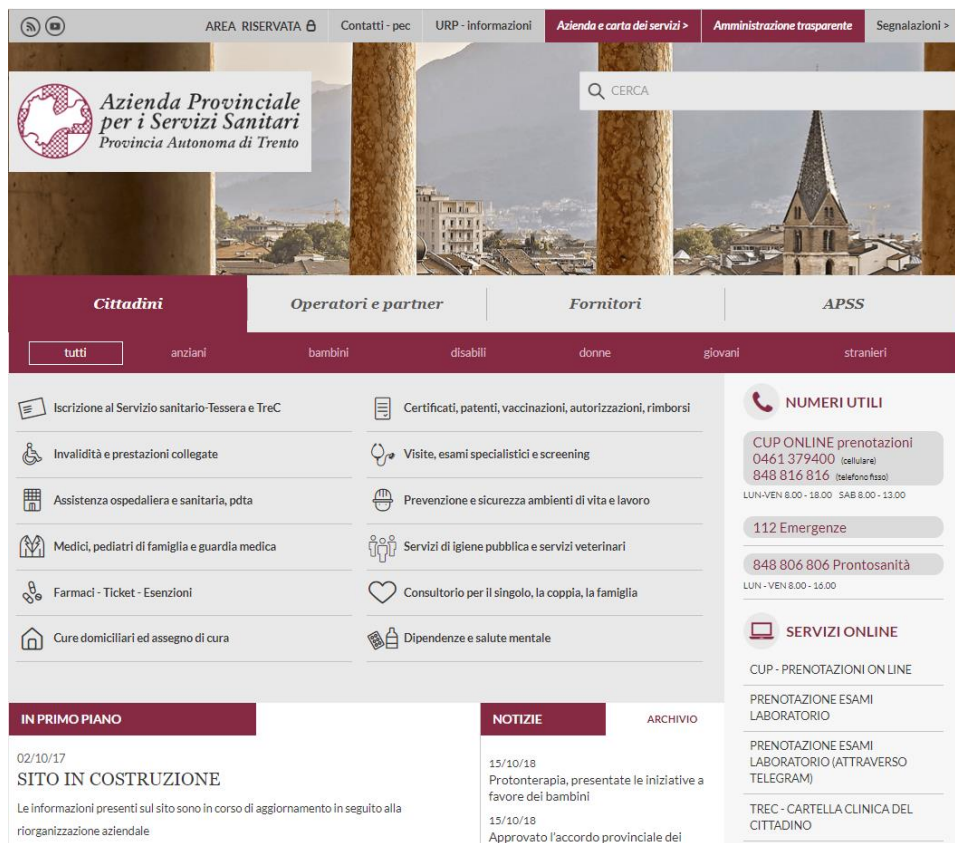 AREA RISERVATA
Contatti - pec
URP - informazioni
Azienda e carta dei servizi >
Amministrazione trasparente
Segnalazioni >
Azienda Provinciale
per i Servizi Sanitari
Provincia Autonoma di Trento
CERCA
Cittadini
Operatori e partner
Fornitori
APSS
tutti
anziani
bambini
disabili
donne
giovani
stranieri
Iscrizione al Servizio sanitario-Tessera e TreC
Certificati, patenti, vaccinazioni, autorizzazioni, rimborsi
Invalidità e prestazioni collegate
Visite, esami specialistici e screening
Assistenza ospedaliera e sanitaria, pdta
Prevenzione e sicurezza ambienti di vita e lavoro
Medici, pediatri di famiglia e guardia medica
Servizi di igiene pubblica e servizi veterinari
Farmaci - Ticket - Esenzioni
Consultorio per il singolo, la coppia, la famiglia
Cure domiciliari ed assegno di cura
Dipendenze e salute mentale
NUMERI UTILI
CUP ONLINE prenotazioni
0461 379400 (cellulare)
848 816 816 (telefono fisso)
LUN-VEN 8.00 - 18.00 SAB 8.00 - 13.00
112 Emergenze
848 806 806 Prontosanità
LUN - VEN 8.00 - 16.00
SERVIZI ONLINE
CUP - PRENOTAZIONI ON LINE
PRENOTAZIONE ESAMI
LABORATORIO
PRENOTAZIONE ESAMI
LABORATORIO (ATTRAVERSO
TELEGRAM)
TREC - CARTELLA CLINICA DEL
CITTADINO
IN PRIMO PIANO
02/10/17
SITO IN COSTRUZIONE
Le informazioni presenti sul sito sono in corso di aggiornamento in seguito alla
riorganizzazione aziendale
NOTIZIE
ARCHIVIO
15/10/18
Protonterapia, presentate le iniziative a
favore dei bambini
15/10/18
Approvato l'accordo provinciale dei